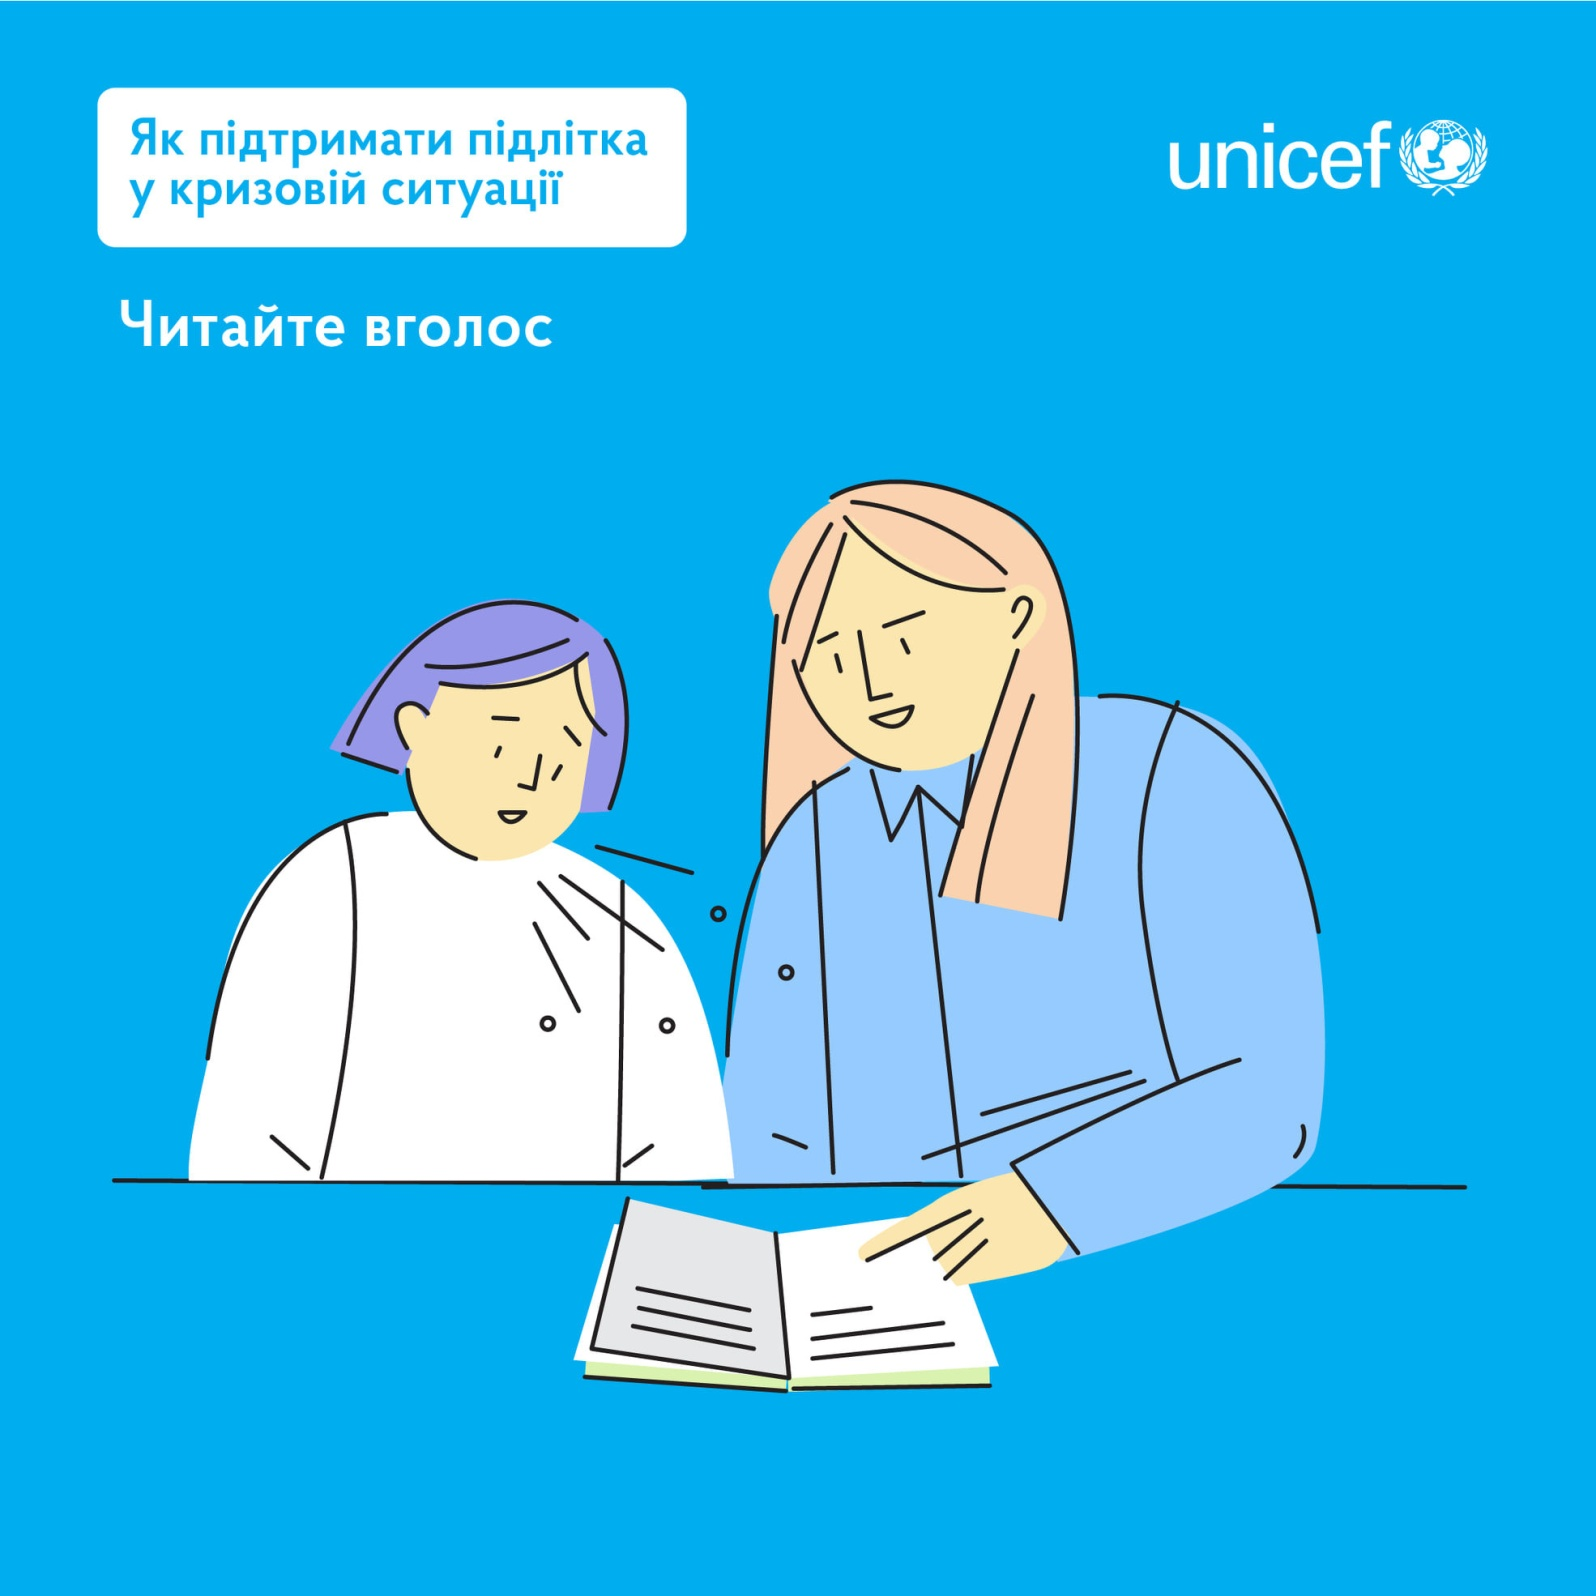 Як підтримати підлітка
у кризовій ситуації
unicef
Читайте вголос